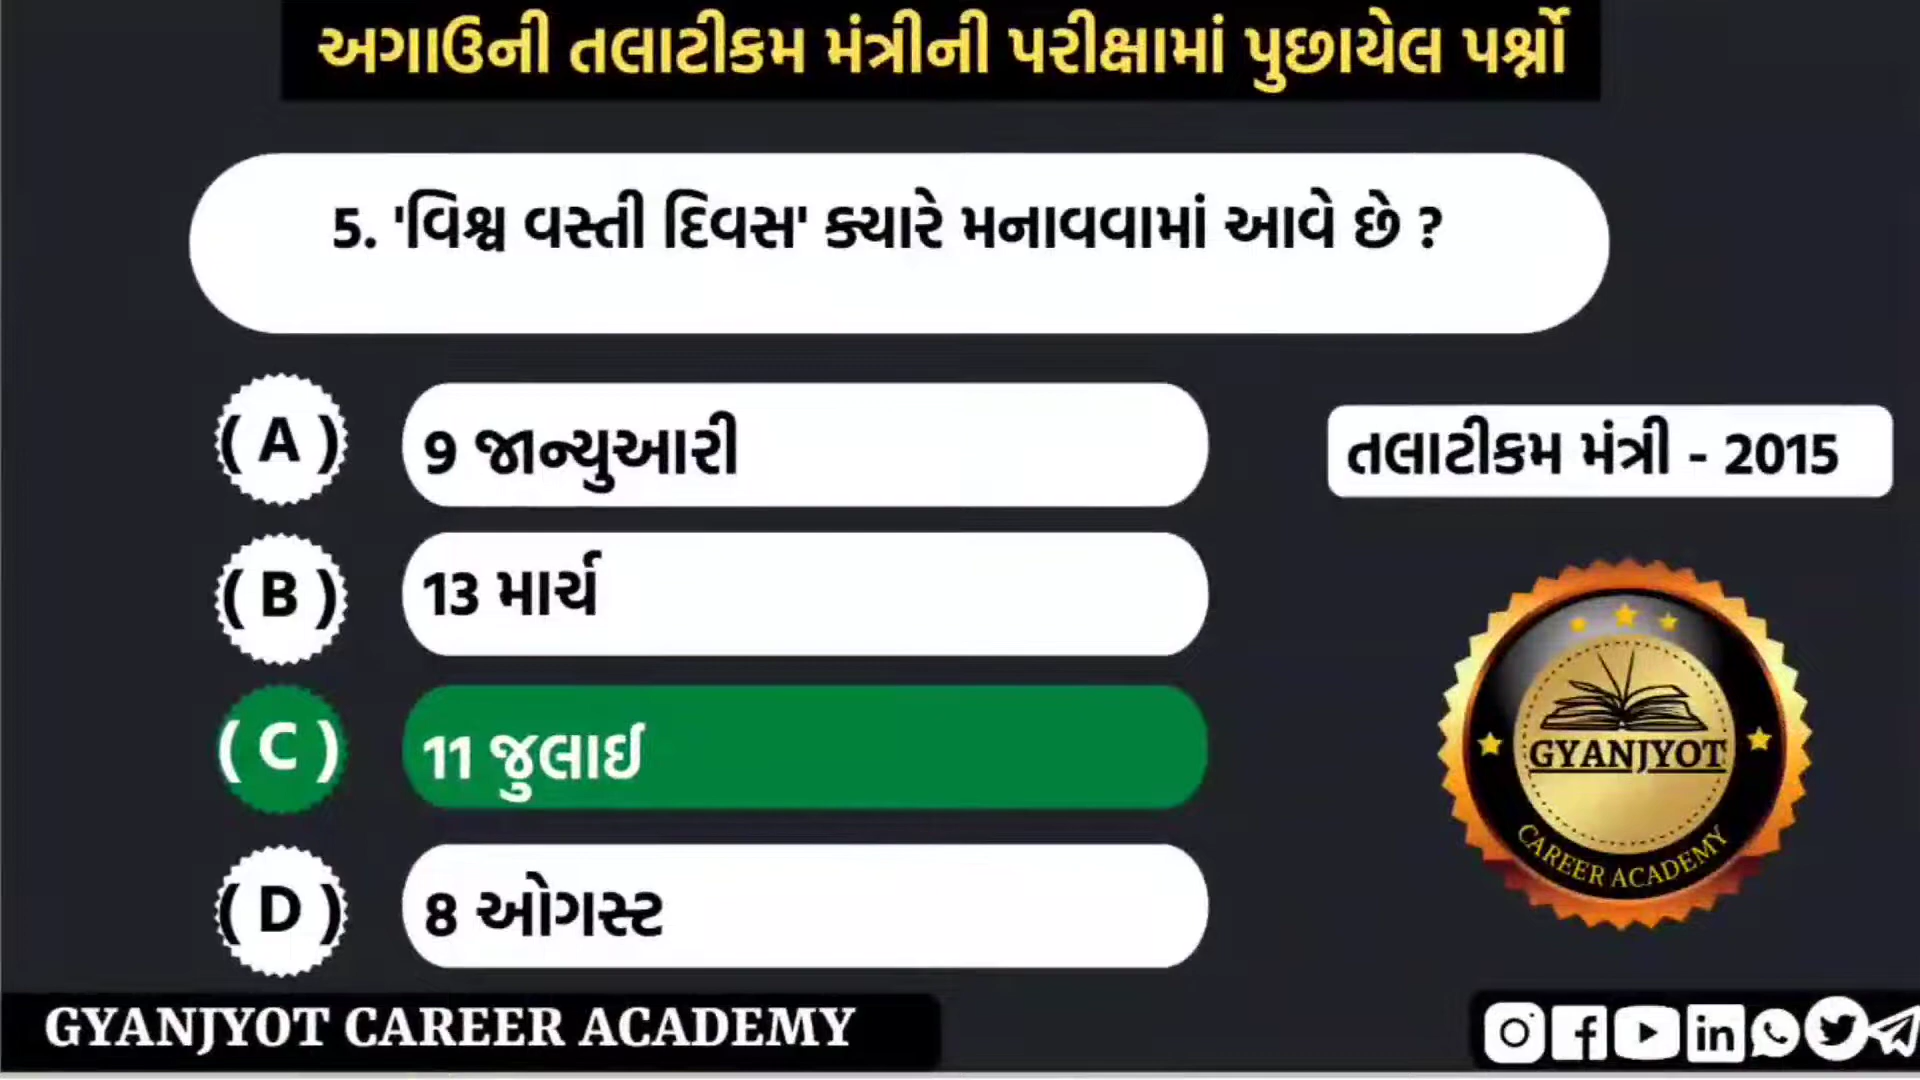 અગાઉની તલાટીકમ મંત્રીની પરીક્ષામાં પુછાયેલ પર્શ્નો
5. 'વિશ્વ વસ્તી દિવસ' ક્યારે મનાવવામાં આવે છે ?
( A ) 9 જાન્યુઆરી
તલાટીકમ મંત્રી - 2015
( B ) 13 માર્ચ
( C ) 11 જુલાઈ
( D ) 8 ઓગસ્ટ
GYANJYOT
CAREER ACADEMY
GYANJYOT CAREER ACADEMY